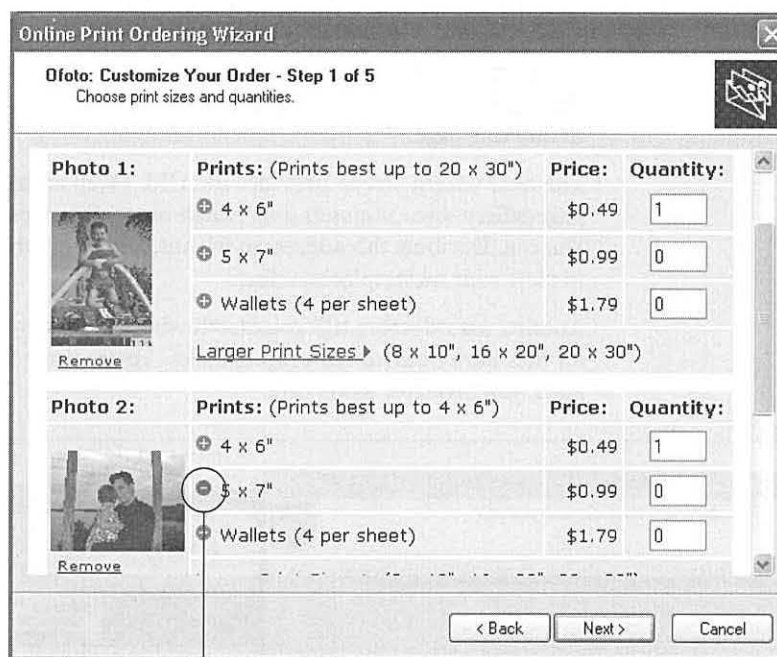 Online Print Ordering Wizard
Ofoto: Customize Your Order - Step 1 of 5
Choose print sizes and quantities.
Photo 1: Prints: (Prints best up to 20 x 30") Price: Quantity:
4 x 6" $0.49 1
5 x 7" $0.99 0
Wallets (4 per sheet) $1.79 0
Remove Larger Print Sizes (8 x 10", 16 x 20", 20 x 30")
Photo 2: Prints: (Prints best up to 4 x 6") Price: Quantity:
4 x 6" $0.49 1
5 x 7" $0.99 0
Wallets (4 per sheet) $1.79 0
Remove
< Back Next > Cancel